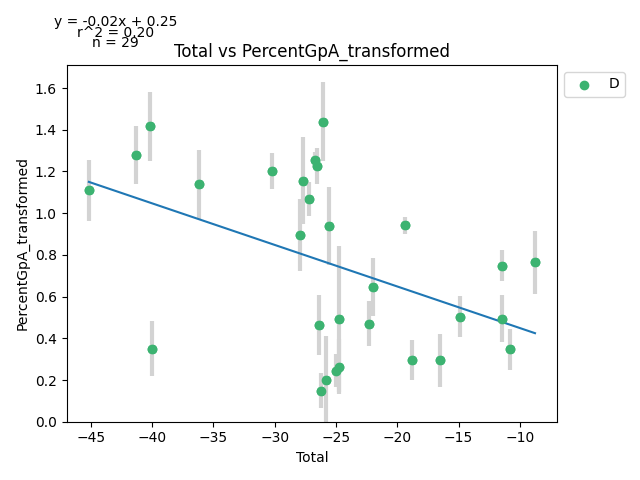 y = -0.02x + 0.25
r^2 = 0.20
n = 29
Total vs PercentGpA_transformed
D
1.6
1.4
1.2
1.0
0.8
0.6
0.4
0.2
0.0
PercentGpA_transformed
−45 −40 −35 −30 −25 −20 −15 −10
Total